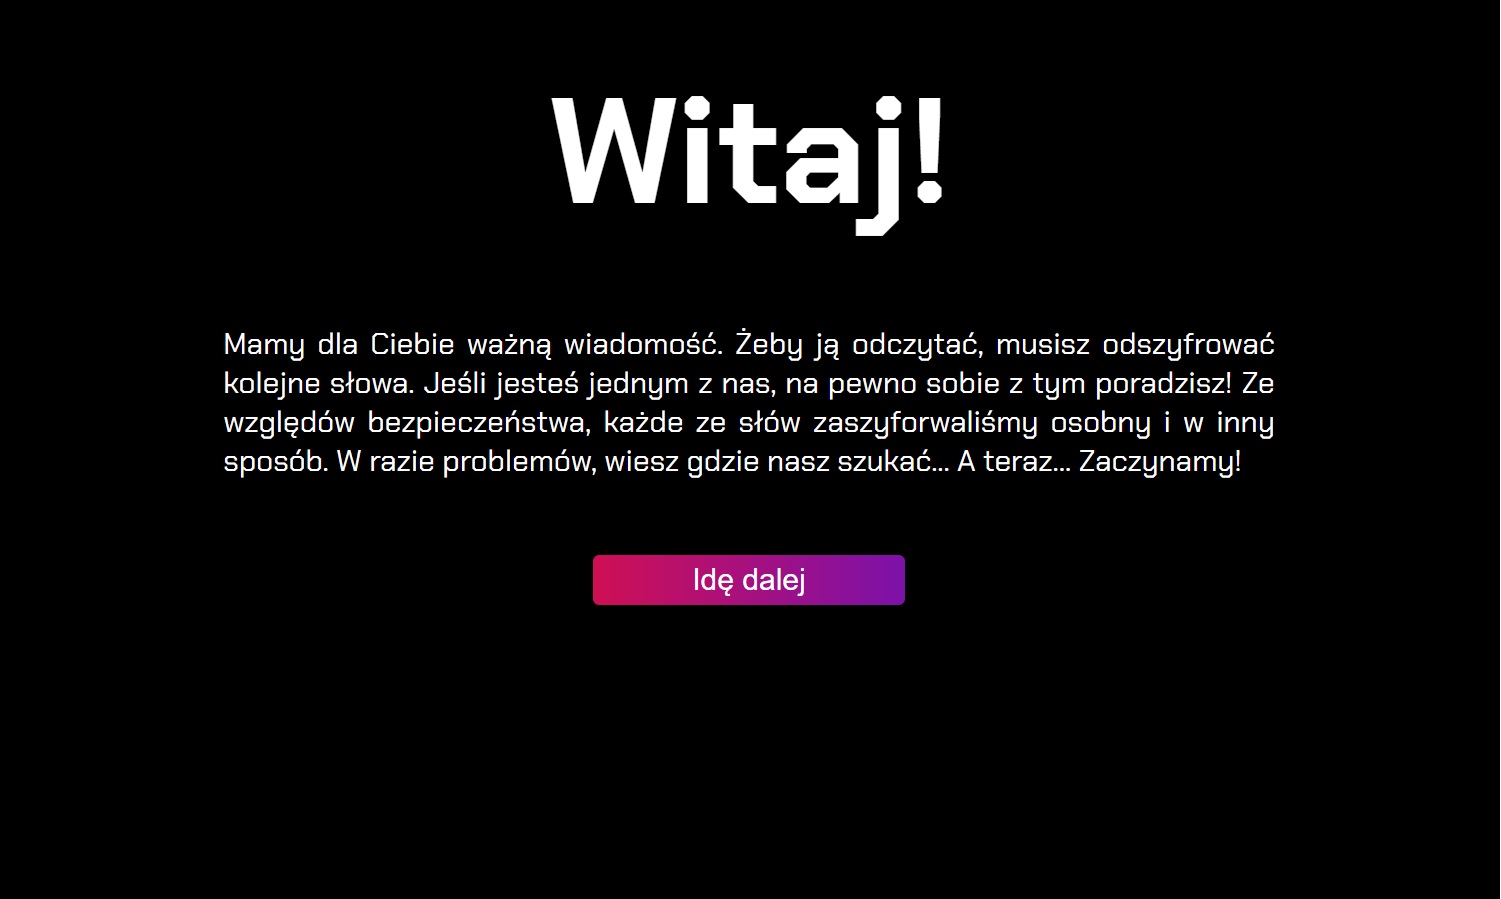 Witaj!
Mamy dla Ciebie ważną wiadomość. Żeby ją odczytać, musisz odszyfrować
kolejne słowa. Jeśli jesteś jednym z nas, na pewno sobie z tym poradzisz! Ze
względów bezpieczeństwa, każde ze słów zaszyforwaliśmy osobny i w inny
sposób. W razie problemów, wiesz gdzie nasz szukać... A teraz... Zaczynamy!
Idę dalej